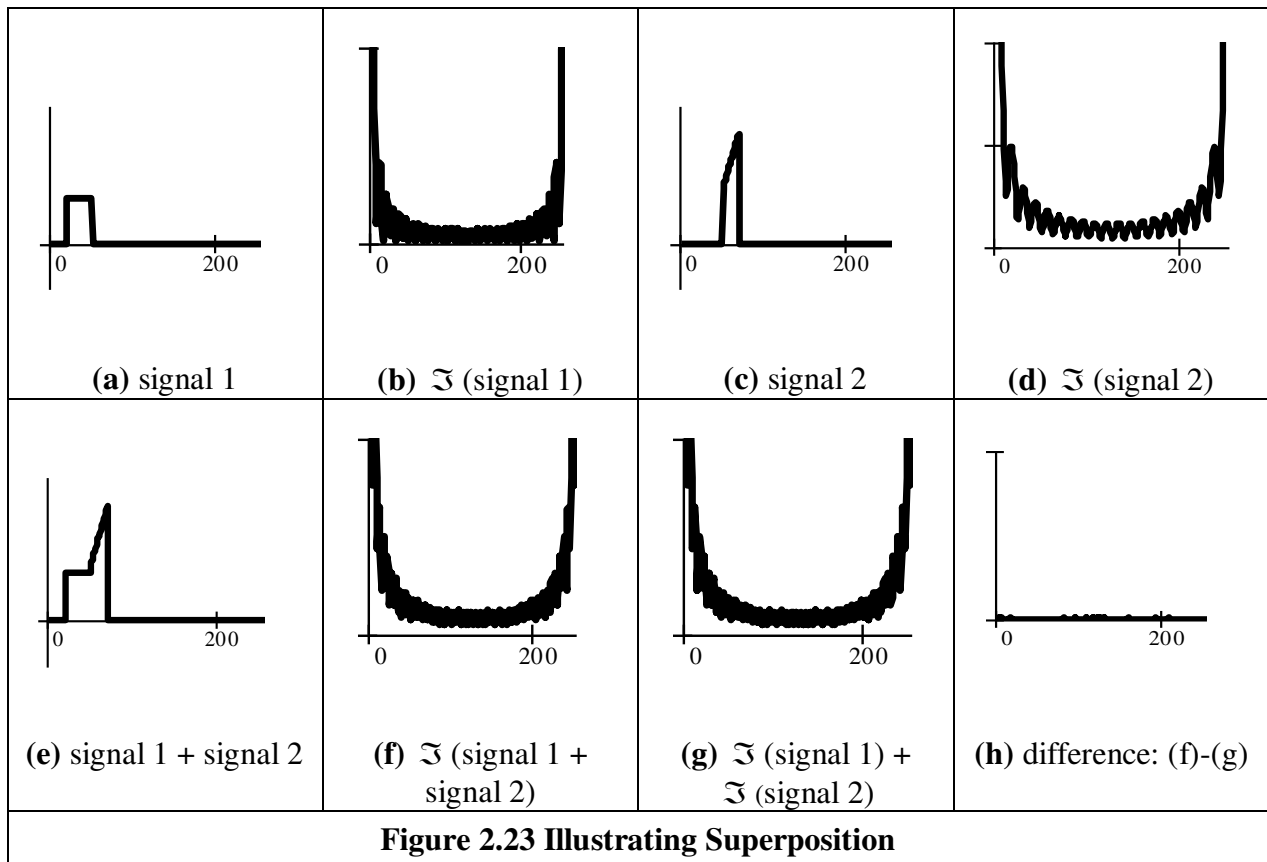 0 200
(a) signal 1
0 200
(b) ℑ (signal 1)
0 200
(c) signal 2
0 200
(d) ℑ (signal 2)
0 200
(e) signal 1 + signal 2
0 200
(f) ℑ (signal 1 +
signal 2)
0 200
(g) ℑ (signal 1) +
ℑ (signal 2)
0 200
(h) difference: (f)-(g)
Figure 2.23 Illustrating Superposition